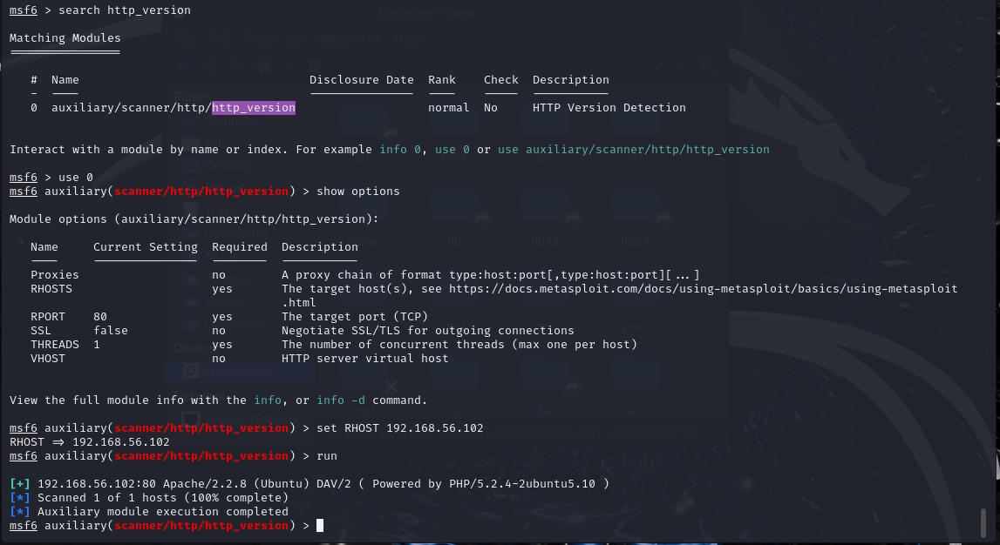 msf6 > search http_version
Matching Modules
# Name Disclosure Date Rank Check Description
- ---- --------------- ---- ----- -----------
0 auxiliary/scanner/http/http_version normal No HTTP Version Detection
Interact with a module by name or index. For example info 0, use 0 or use auxiliary/scanner/http/http_version
msf6 > use 0
msf6 auxiliary(scanner/http/http_version) > show options
Module options (auxiliary/scanner/http/http_version):
Name Current Setting Required Description
---- --------------- -------- -----------
Proxies no A proxy chain of format type:host:port[,type:host:port][...]
RHOSTS yes The target host(s), see https://docs.metasploit.com/docs/using-metasploit/basics/using-metasploit
.html
RPORT 80 yes The target port (TCP)
SSL false no Negotiate SSL/TLS for outgoing connections
THREADS 1 yes The number of concurrent threads (max one per host)
VHOST no HTTP server virtual host
View the full module info with the info, or info -d command.
msf6 auxiliary(scanner/http/http_version) > set RHOST 192.168.56.102
RHOST => 192.168.56.102
msf6 auxiliary(scanner/http/http_version) > run
[+] 192.168.56.102:80 Apache/2.2.8 (Ubuntu) DAV/2 ( Powered by PHP/5.2.4-2ubuntu5.10 )
[*] Scanned 1 of 1 hosts (100% complete)
[*] Auxiliary module execution completed
msf6 auxiliary(scanner/http/http_version) >